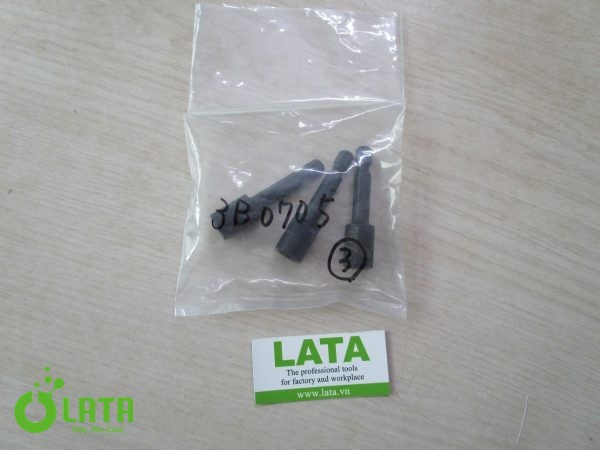 3B0705
3
LATA
The professional tools
for factory and workplace
www.lata.vn
LATA